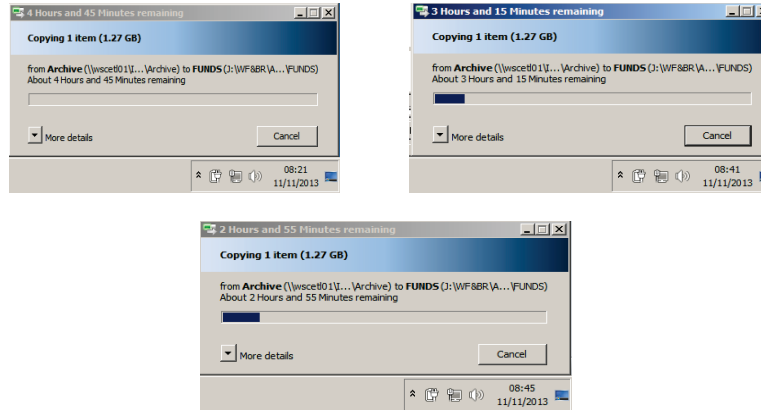 4 Hours and 45 Minutes remaining
Copying 1 item (1.27 GB)
from Archive (\\wscetl01\I...\Archive) to FUNDS (J:\WF&BR\A...\FUNDS)
About 4 Hours and 45 Minutes remaining
More details
Cancel
08:21
11/11/2013
3 Hours and 15 Minutes remaining
Copying 1 item (1.27 GB)
from Archive (\\wscetl01\I...\Archive) to FUNDS (J:\WF&BR\A...\FUNDS)
About 3 Hours and 15 Minutes remaining
More details
Cancel
08:41
11/11/2013
2 Hours and 55 Minutes remaining
Copying 1 item (1.27 GB)
from Archive (\\wscetl01\I...\Archive) to FUNDS (J:\WF&BR\A...\FUNDS)
About 2 Hours and 55 Minutes remaining
More details
Cancel
08:45
11/11/2013